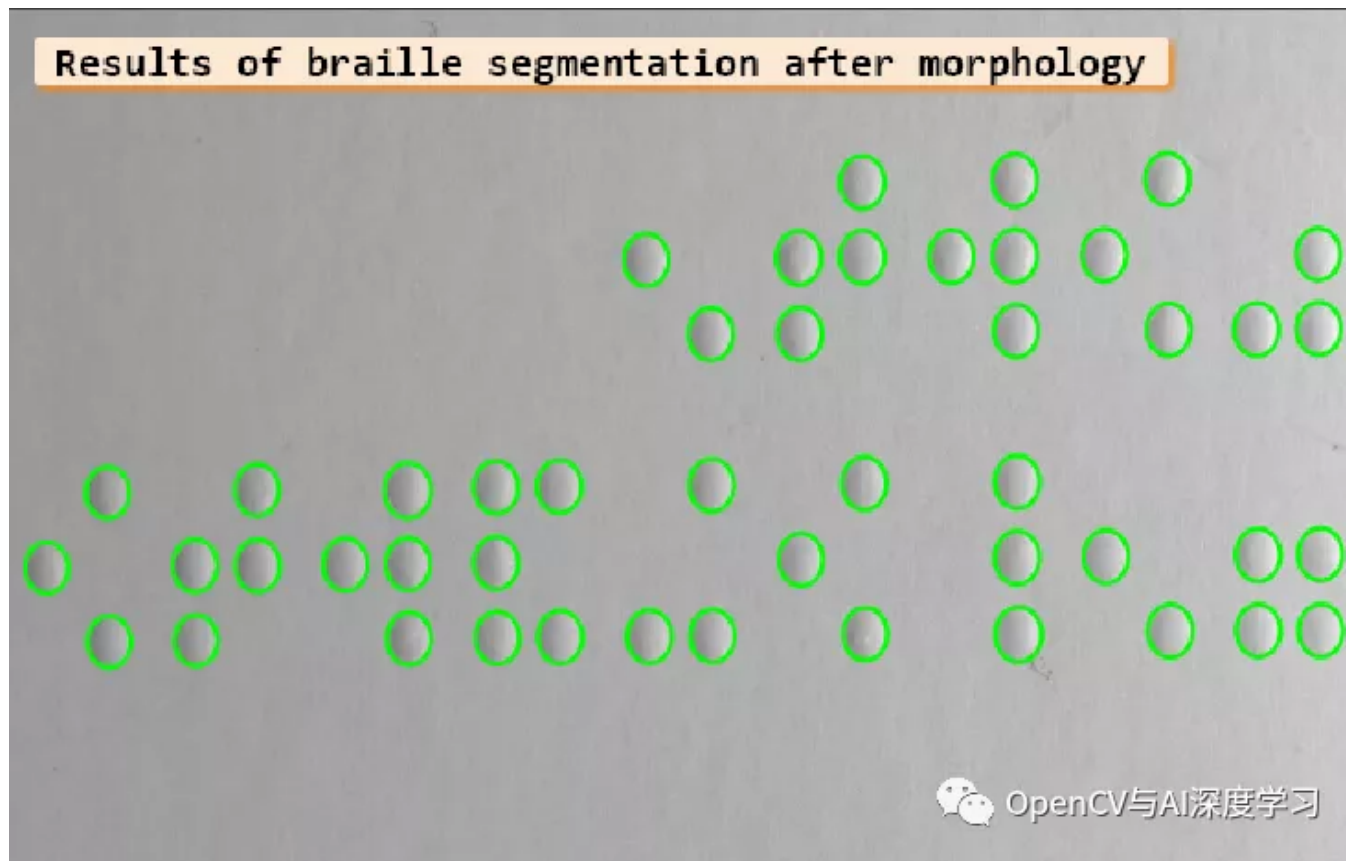 Results of braille segmentation after morphology
⠢⠞⠺⠪⠴
⠪⠞⠺⠯⠬⠪⠸⠢⠶
OpenCV与AI深度学习